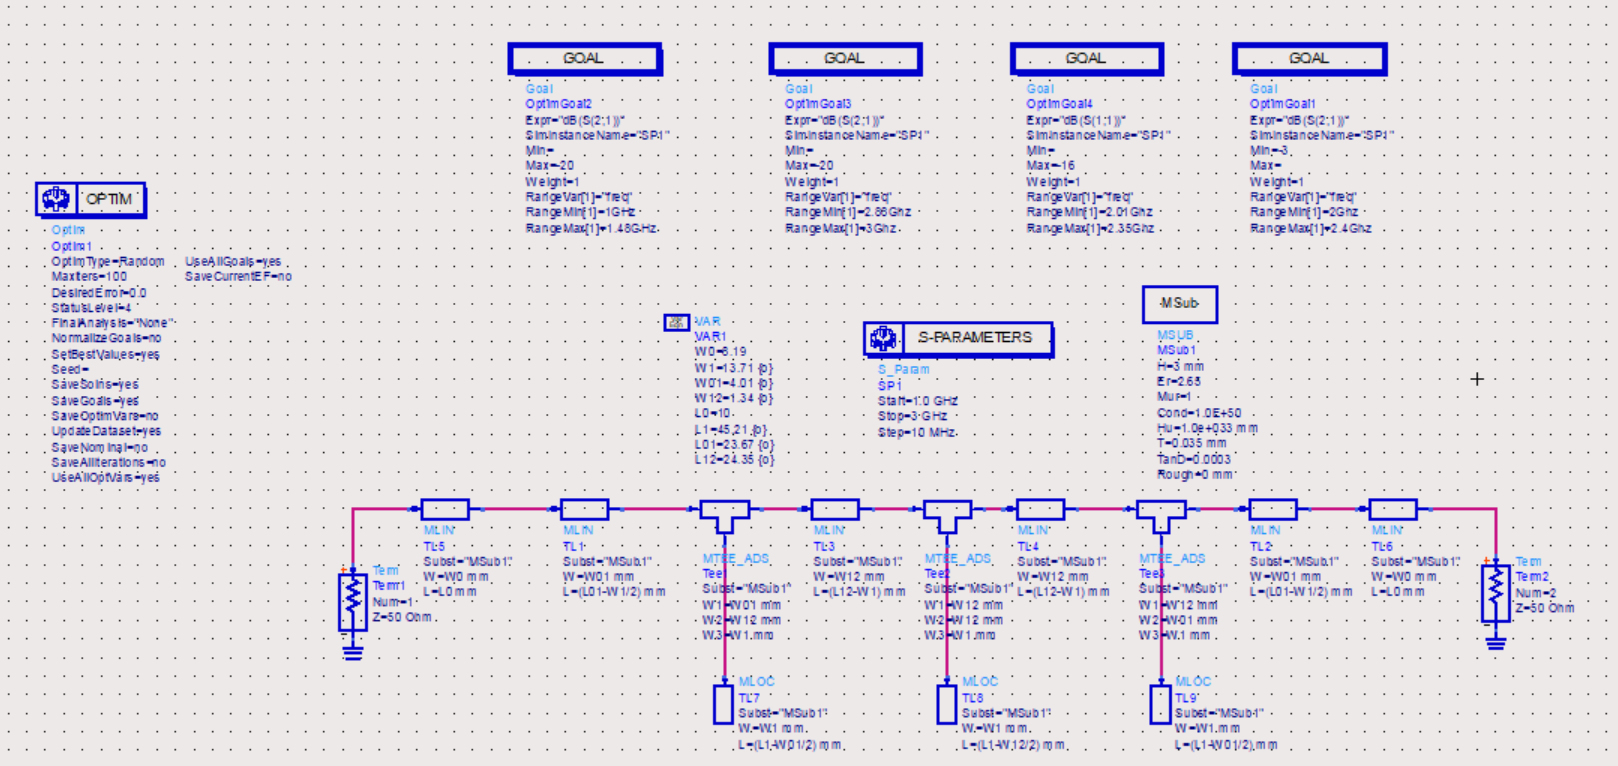 GOAL
Goal
OptimGoal2
Expr="dB(S(2,1))"
SimInstanceName="SP1"
Min=
Max=-20
Weight=1
RangeVar[1]="freq"
RangeMin[1]=1GHz
RangeMax[1]=1.48GHz
GOAL
Goal
OptimGoal3
Expr="dB(S(2,1))"
SimInstanceName="SP1"
Min=
Max=-20
Weight=1
RangeVar[1]="freq"
RangeMin[1]=2.86Ghz
RangeMax[1]=3Ghz
GOAL
Goal
OptimGoal4
Expr="dB(S(1,1))"
SimInstanceName="SP1"
Min=
Max=-16
Weight=1
RangeVar[1]="freq"
RangeMin[1]=2.01Ghz
RangeMax[1]=2.35Ghz
GOAL
Goal
OptimGoal1
Expr="dB(S(2,1))"
SimInstanceName="SP1"
Min=-3
Max=
Weight=1
RangeVar[1]="freq"
RangeMin[1]=2Ghz
RangeMax[1]=2.4Ghz
OPTIM
Optim
Optim1
OptimType=Random UseAllGoals=yes
MaxIters=100 SaveCurrentEF=no
DesiredError=0.0
StatusLevel=4
FinalAnalysis="None"
NormalizeGoals=no
SetBestValues=yes
Seed=
SaveSolns=yes
SaveGoals=yes
SaveOptimVars=no
UpdateDataset=yes
SaveNominal=no
SaveAllIterations=no
UseAllOptVars=yes
VAR
VAR1
W0=8.19
W1=13.71 {o}
W01=4.01 {o}
W12=1.34 {o}
L0=10
L1=45.21 {o}
L01=23.67 {o}
L12=24.35 {o}
S-PARAMETERS
S_Param
SP1
Start=1.0 GHz
Stop=3 GHz
Step=10 MHz
MSub
MSUB
MSub1
H=3 mm
Er=2.65
Mur=1
Cond=1.0E+50
Hu=1.0e+033 mm
T=0.035 mm
TanD=0.0003
Rough=0 mm
Term
Term1
Num=1
Z=50 Ohm
MLIN
TL5
Subst="MSub1"
W=W0 mm
L=L0 mm
MLIN
TL1
Subst="MSub1"
W=W01 mm
L=(L01-W1/2) mm
MTEE_ADS
Tee1
Subst="MSub1"
W1=W01 mm
W2=W12 mm
W3=W1 mm
MLIN
TL3
Subst="MSub1"
W=W12 mm
L=(L12-W1) mm
MTEE_ADS
Tee2
Subst="MSub1"
W1=W12 mm
W2=W12 mm
W3=W1 mm
MLIN
TL4
Subst="MSub1"
W=W12 mm
L=(L12-W1) mm
MTEE_ADS
Tee3
Subst="MSub1"
W1=W12 mm
W2=W01 mm
W3=W1 mm
MLIN
TL2
Subst="MSub1"
W=W01 mm
L=(L01-W1/2) mm
MLIN
TL6
Subst="MSub1"
W=W0 mm
L=L0 mm
Term
Term2
Num=2
Z=50 Ohm
MLOC
TL7
Subst="MSub1"
W=W1 mm
L=(L1-W01/2) mm
MLOC
TL8
Subst="MSub1"
W=W1 mm
L=(L1-W12/2) mm
MLOC
TL9
Subst="MSub1"
W=W1 mm
L=(L1-W01/2) mm